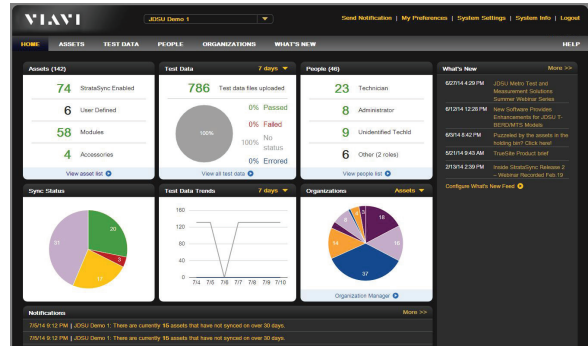 VIAVI
JDSU Demo 1
Send Notification | My Preferences | System Settings | System Info | Logout
HOME ASSETS TEST DATA PEOPLE ORGANIZATIONS WHAT'S NEW HELP
Assets (142)
74 StrataSync Enabled
6 User Defined
58 Modules
4 Accessories
View asset list
Test Data 7 days
786 Test data files uploaded
100%
0% Passed
0% Failed
100% No status
0% Errored
View all test data
People (46)
23 Technician
8 Administrator
9 Unidentified TechId
6 Other (2 roles)
View people list
What's New More >>
6/27/14 4:29 PM JDSU Metro Test and
Measurement Solutions
Summer Webinar Series
6/12/14 12:28 PM New Software Provides
Enhancements for JDSU T-
BERD/MTS Models
6/3/14 8:42 PM Puzzeled by the assets in the
holding bin? Click here!
5/21/14 9:43 AM TrueSite Product brief
2/13/14 2:39 PM Inside StrataSync Release 2
– Webinar Recorded Feb 19
Configure What's New Feed
Sync Status
20
3
17
51
Test Data Trends 7 days
160
120
80
40
0
7/4 7/5 7/6 7/7 7/8 7/9 7/10
Organizations Assets
18
16
37
14
8
Organization Manager
Notifications More >>
7/5/14 9:12 PM | JDSU Demo 1: There are currently 15 assets that have not synced on over 30 days.
7/5/14 9:12 PM | JDSU Demo 1: There are currently 15 assets that have not synced on over 30 days.